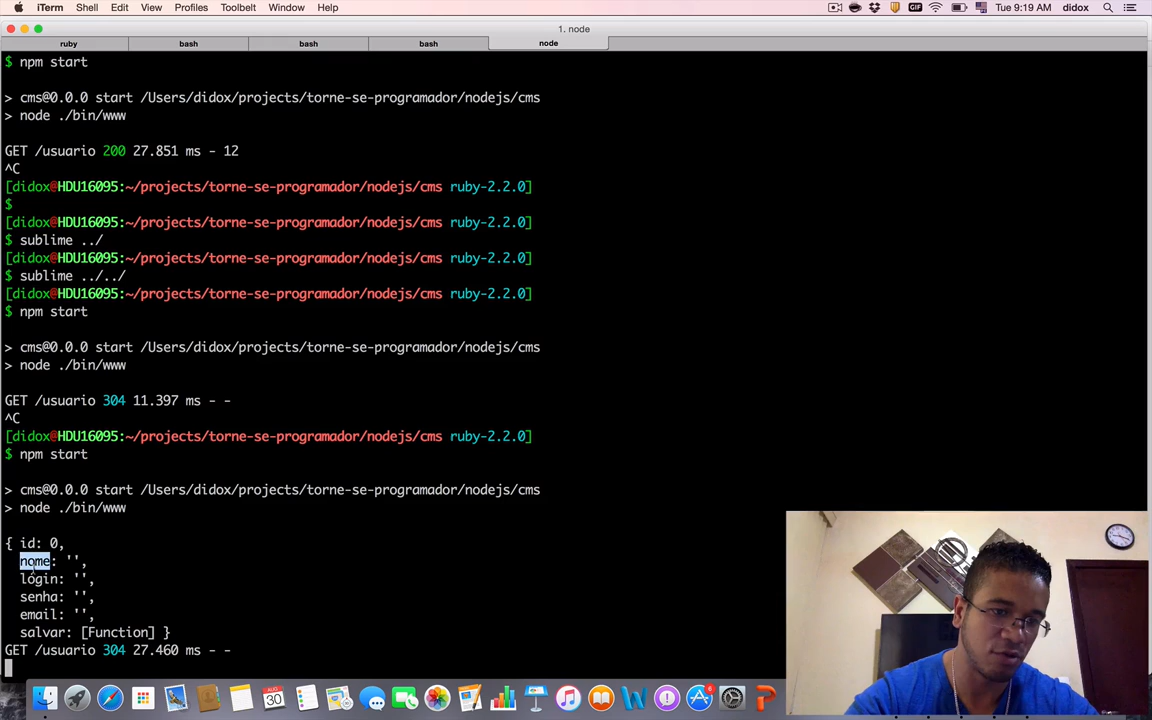 iTerm Shell Edit View Profiles Toolbelt Window Help GIF Tue 9:19 AM didox
1. node
ruby bash bash bash node
$ npm start
> cms@0.0.0 start /Users/didox/projects/torne-se-programador/nodejs/cms
> node ./bin/www
GET /usuario 200 27.851 ms - 12
^C
[didox@HDU16095:~/projects/torne-se-programador/nodejs/cms ruby-2.2.0]
$
[didox@HDU16095:~/projects/torne-se-programador/nodejs/cms ruby-2.2.0]
$ sublime ../
[didox@HDU16095:~/projects/torne-se-programador/nodejs/cms ruby-2.2.0]
$ sublime ../../
[didox@HDU16095:~/projects/torne-se-programador/nodejs/cms ruby-2.2.0]
$ npm start
> cms@0.0.0 start /Users/didox/projects/torne-se-programador/nodejs/cms
> node ./bin/www
GET /usuario 304 11.397 ms - -
^C
[didox@HDU16095:~/projects/torne-se-programador/nodejs/cms ruby-2.2.0]
$ npm start
> cms@0.0.0 start /Users/didox/projects/torne-se-programador/nodejs/cms
> node ./bin/www
{ id: 0,
nome: '',
login: '',
senha: '',
email: '',
salvar: [Function] }
GET /usuario 304 27.460 ms - -
AUG
30